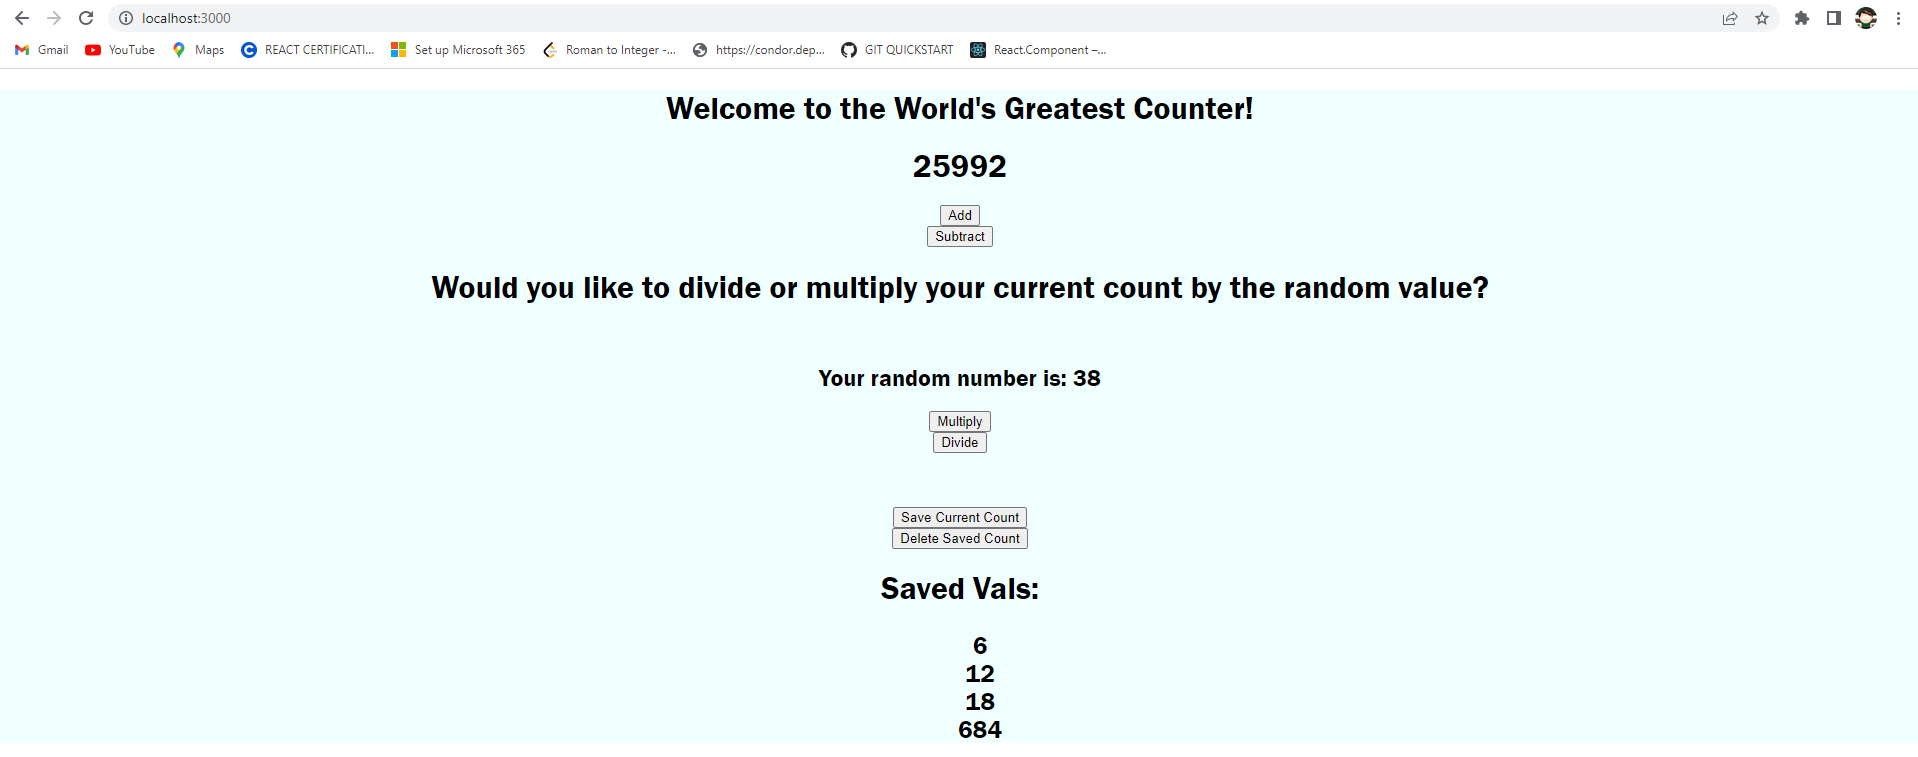 localhost:3000
Gmail YouTube Maps REACT CERTIFICATI... Set up Microsoft 365 Roman to Integer -... https://condor.dep... GIT QUICKSTART React.Component –...
Welcome to the World's Greatest Counter!
25992
Add
Subtract
Would you like to divide or multiply your current count by the random value?
Your random number is: 38
Multiply
Divide
Save Current Count
Delete Saved Count
Saved Vals:
6
12
18
684